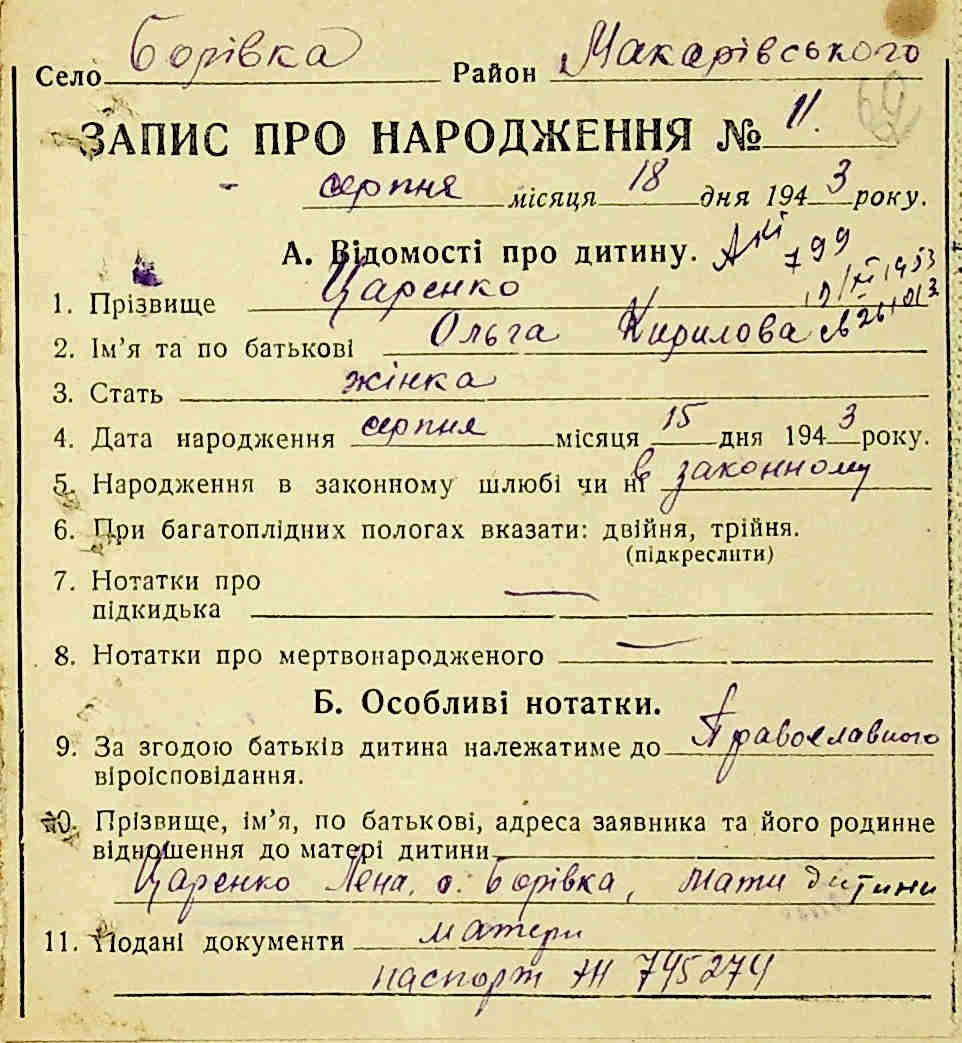 Село Борівка Район Макарівського
62
ЗАПИС ПРО НАРОДЖЕННЯ № 11.
серпня місяця 18 дня 1943 року.
А. Відомості про дитину.
799
1. Прізвище Царенко
2. Ім’я та по батькові Ольга Кирилова
3. Стать жінка
4. Дата народження серпня місяця 15 дня 1943 року.
5. Народження в законному шлюбі чи ні в законному
6. При багатоплідних пологах вказати: двійня, трійня.
(підкреслити)
7. Нотатки про
підкидька —
8. Нотатки про мертвонародженого —
Б. Особливі нотатки.
9. За згодою батьків дитина належатиме до Православного
віроісповідання.
10. Прізвище, ім’я, по батькові, адреса заявника та його родинне
відношення до матері дитини
Царенко Лена, с. Борівка, мати дитини
11. Подані документи матери
паспорт 745274